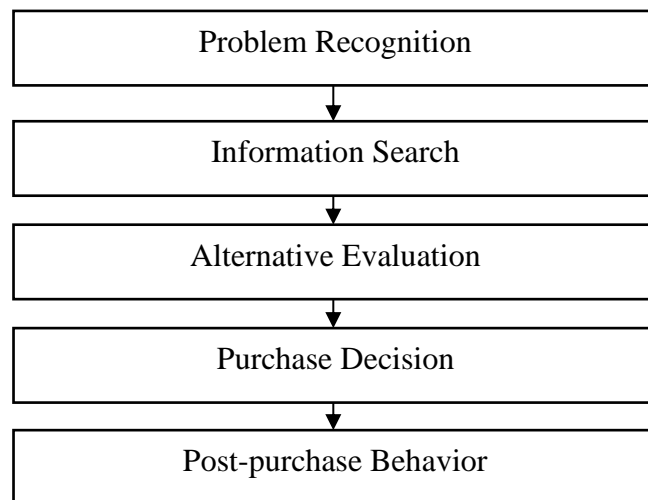 Problem Recognition
Information Search
Alternative Evaluation
Purchase Decision
Post-purchase Behavior